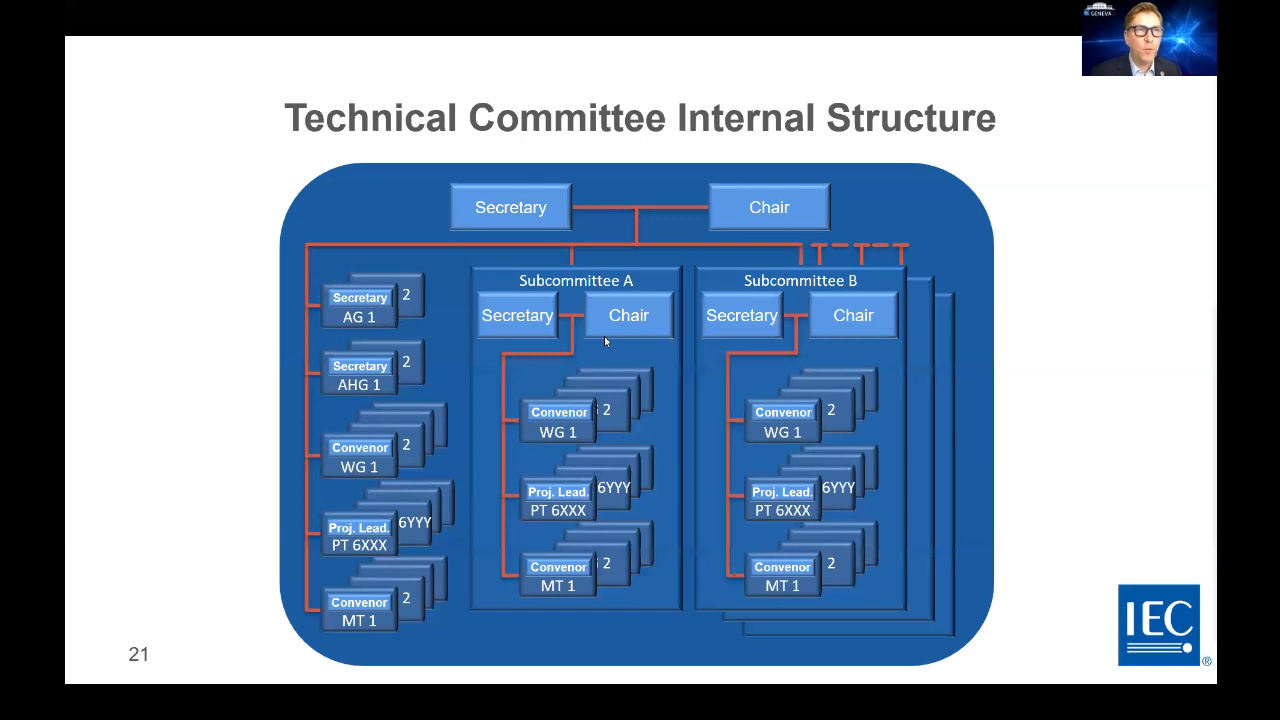 GENEVA
Technical Committee Internal Structure
Secretary
Chair
Secretary
AG 1
2
Secretary
AHG 1
2
Convenor
WG 1
2
Proj. Lead.
PT 6XXX
6YYY
Convenor
MT 1
2
Subcommittee A
Secretary
Chair
Convenor
WG 1
2
Proj. Lead.
PT 6XXX
6YYY
Convenor
MT 1
2
Subcommittee B
Secretary
Chair
Convenor
WG 1
2
Proj. Lead.
PT 6XXX
6YYY
Convenor
MT 1
2
21
IEC
®